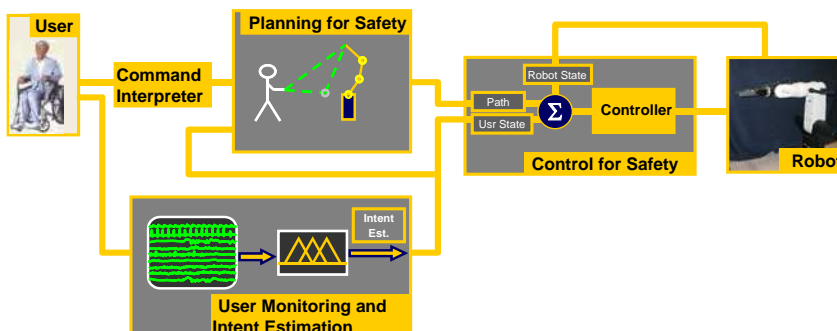 User
Planning for Safety
Command
Interpreter
Robot State
Path
Usr State
Σ
Controller
Control for Safety
Robot
Intent
Est.
User Monitoring and
Intent Estimation